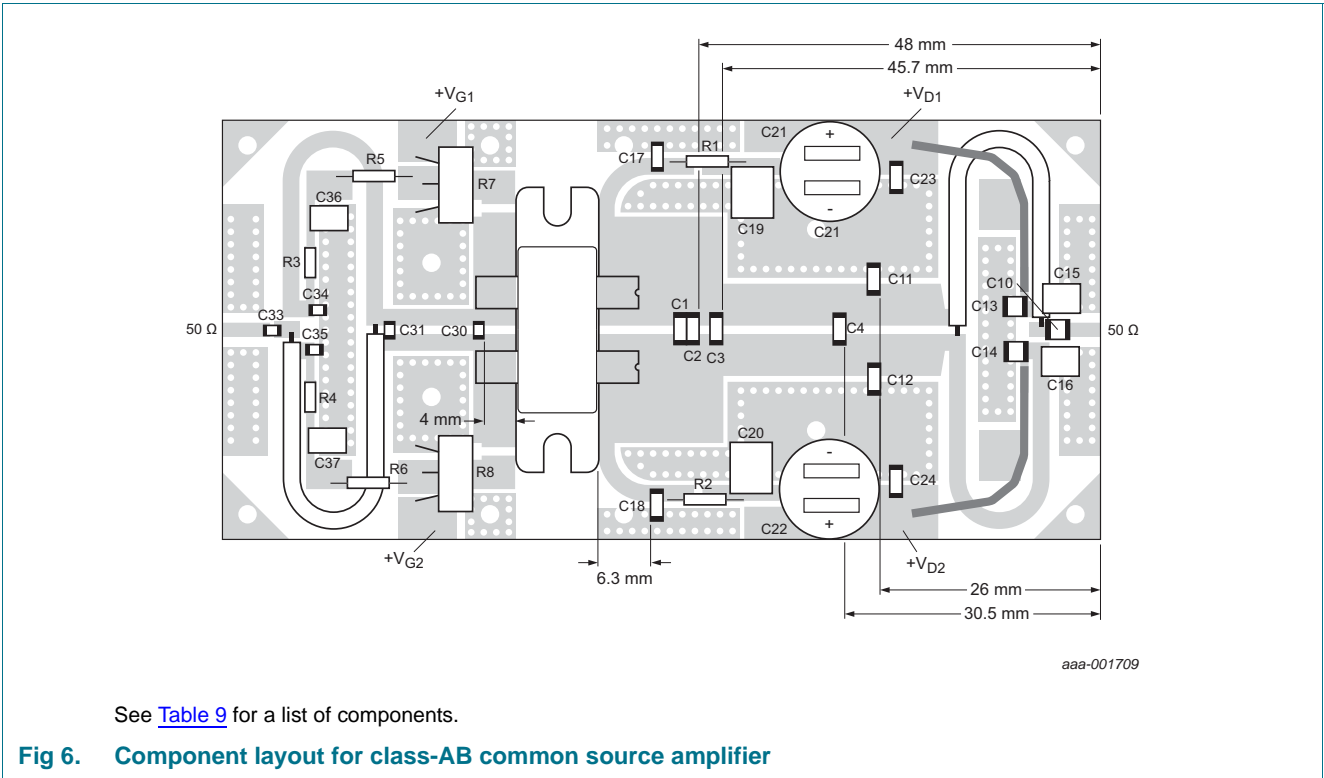 48 mm
45.7 mm
+VG1
+VD1
C21
+
C17
R1
R5
C23
R7
C36
-
C19
C21
R3
C11
C15
C10
C34
C1
C13
C33
50 Ω
C31
C30
C4
50 Ω
C35
C2
C3
C14
C12
C16
R4
4 mm
C20
-
C37
R6
R8
R2
C24
C18
C22
+
+VG2
+VD2
6.3 mm
26 mm
30.5 mm
aaa-001709
See Table 9 for a list of components.
Fig 6. Component layout for class-AB common source amplifier